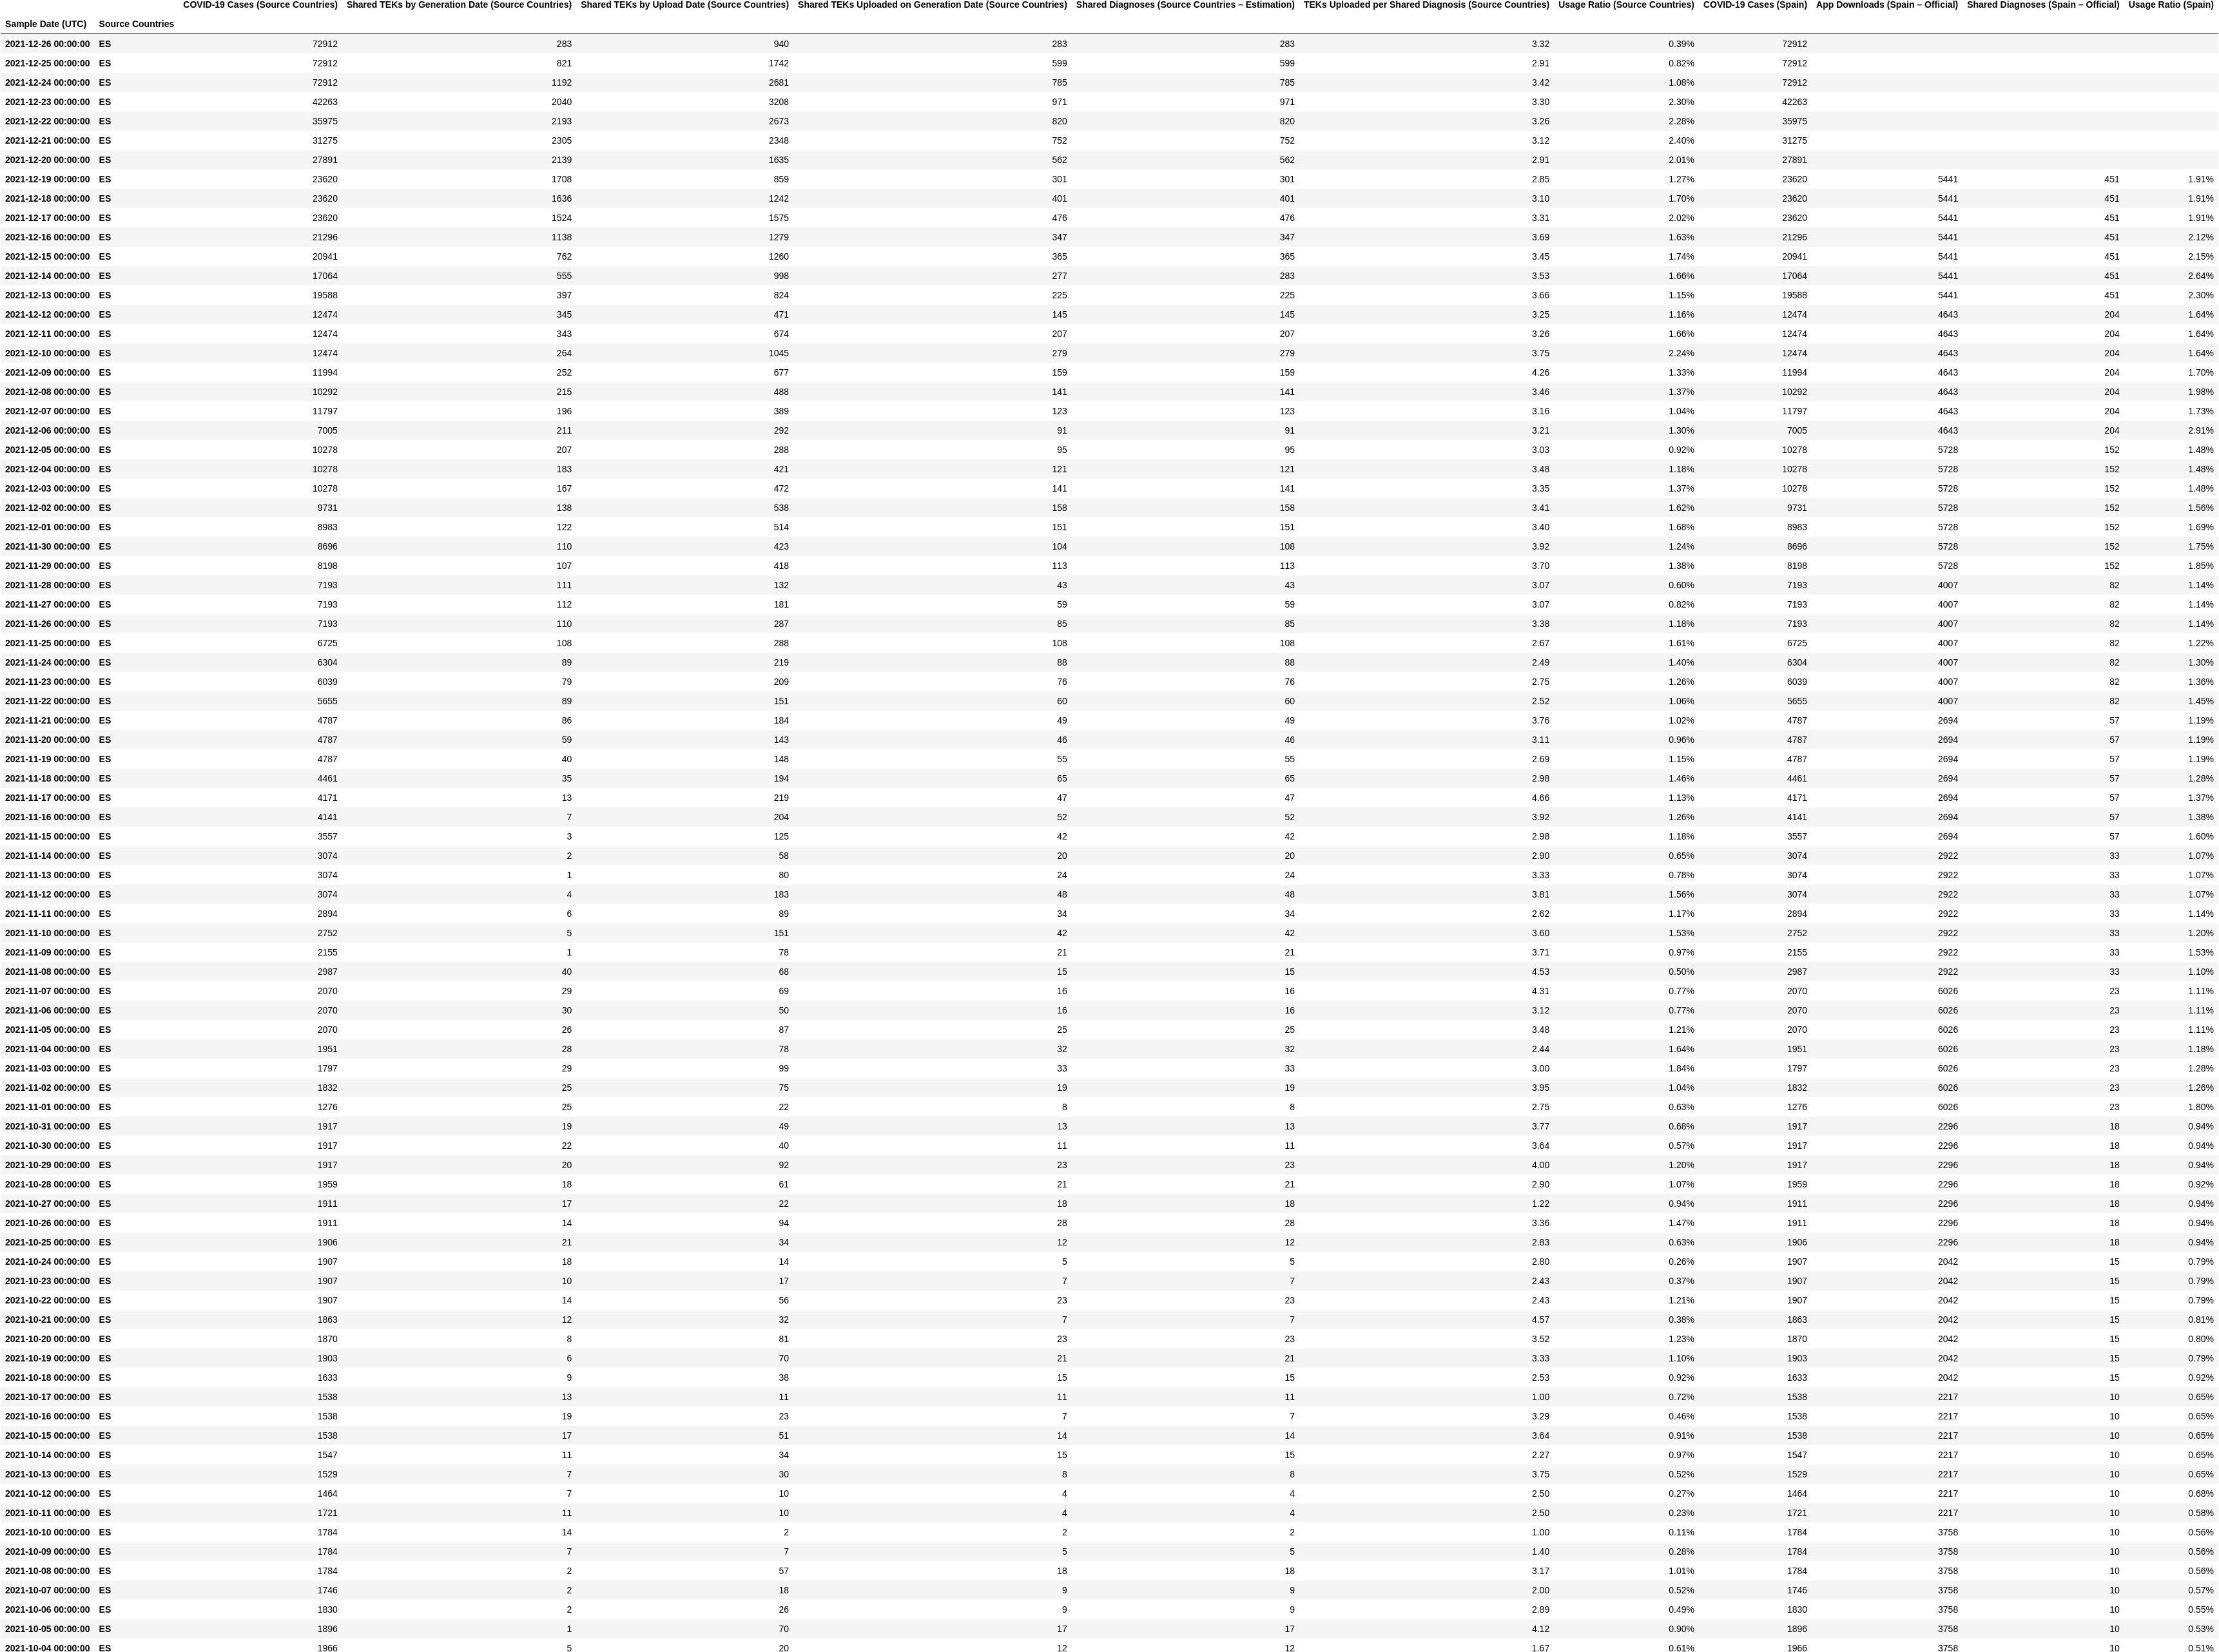 COVID-19 Cases (Source Countries) Shared TEKs by Generation Date (Source Countries) Shared TEKs by Upload Date (Source Countries) Shared TEKs Uploaded on Generation Date (Source Countries) Shared Diagnoses (Source Countries – Estimation) TEKs Uploaded per Shared Diagnosis (Source Countries) Usage Ratio (Source Countries) COVID-19 Cases (Spain) App Downloads (Spain – Official) Shared Diagnoses (Spain – Official) Usage Ratio (Spain)
Sample Date (UTC) Source Countries
2021-12-26 00:00:00 ES 72912 283 940 283 283 3.32 0.39% 72912
2021-12-25 00:00:00 ES 72912 821 1742 599 599 2.91 0.82% 72912
2021-12-24 00:00:00 ES 72912 1192 2681 785 785 3.42 1.08% 72912
2021-12-23 00:00:00 ES 42263 2040 3208 971 971 3.30 2.30% 42263
2021-12-22 00:00:00 ES 35975 2193 2673 820 820 3.26 2.28% 35975
2021-12-21 00:00:00 ES 31275 2305 2348 752 752 3.12 2.40% 31275
2021-12-20 00:00:00 ES 27891 2139 1635 562 562 2.91 2.01% 27891
2021-12-19 00:00:00 ES 23620 1708 859 301 301 2.85 1.27% 23620 5441 451 1.91%
2021-12-18 00:00:00 ES 23620 1636 1242 401 401 3.10 1.70% 23620 5441 451 1.91%
2021-12-17 00:00:00 ES 23620 1524 1575 476 476 3.31 2.02% 23620 5441 451 1.91%
2021-12-16 00:00:00 ES 21296 1138 1279 347 347 3.69 1.63% 21296 5441 451 2.12%
2021-12-15 00:00:00 ES 20941 762 1260 365 365 3.45 1.74% 20941 5441 451 2.15%
2021-12-14 00:00:00 ES 17064 555 998 277 283 3.53 1.66% 17064 5441 451 2.64%
2021-12-13 00:00:00 ES 19588 397 824 225 225 3.66 1.15% 19588 5441 451 2.30%
2021-12-12 00:00:00 ES 12474 345 471 145 145 3.25 1.16% 12474 4643 204 1.64%
2021-12-11 00:00:00 ES 12474 343 674 207 207 3.26 1.66% 12474 4643 204 1.64%
2021-12-10 00:00:00 ES 12474 264 1045 279 279 3.75 2.24% 12474 4643 204 1.64%
2021-12-09 00:00:00 ES 11994 252 677 159 159 4.26 1.33% 11994 4643 204 1.70%
2021-12-08 00:00:00 ES 10292 215 488 141 141 3.46 1.37% 10292 4643 204 1.98%
2021-12-07 00:00:00 ES 11797 196 389 123 123 3.16 1.04% 11797 4643 204 1.73%
2021-12-06 00:00:00 ES 7005 211 292 91 91 3.21 1.30% 7005 4643 204 2.91%
2021-12-05 00:00:00 ES 10278 207 288 95 95 3.03 0.92% 10278 5728 152 1.48%
2021-12-04 00:00:00 ES 10278 183 421 121 121 3.48 1.18% 10278 5728 152 1.48%
2021-12-03 00:00:00 ES 10278 167 472 141 141 3.35 1.37% 10278 5728 152 1.48%
2021-12-02 00:00:00 ES 9731 138 538 158 158 3.41 1.62% 9731 5728 152 1.56%
2021-12-01 00:00:00 ES 8983 122 514 151 151 3.40 1.68% 8983 5728 152 1.69%
2021-11-30 00:00:00 ES 8696 110 423 104 108 3.92 1.24% 8696 5728 152 1.75%
2021-11-29 00:00:00 ES 8198 107 418 113 113 3.70 1.38% 8198 5728 152 1.85%
2021-11-28 00:00:00 ES 7193 111 132 43 43 3.07 0.60% 7193 4007 82 1.14%
2021-11-27 00:00:00 ES 7193 112 181 59 59 3.07 0.82% 7193 4007 82 1.14%
2021-11-26 00:00:00 ES 7193 110 287 85 85 3.38 1.18% 7193 4007 82 1.14%
2021-11-25 00:00:00 ES 6725 108 288 108 108 2.67 1.61% 6725 4007 82 1.22%
2021-11-24 00:00:00 ES 6304 89 219 88 88 2.49 1.40% 6304 4007 82 1.30%
2021-11-23 00:00:00 ES 6039 79 209 76 76 2.75 1.26% 6039 4007 82 1.36%
2021-11-22 00:00:00 ES 5655 89 151 60 60 2.52 1.06% 5655 4007 82 1.45%
2021-11-21 00:00:00 ES 4787 86 184 49 49 3.76 1.02% 4787 2694 57 1.19%
2021-11-20 00:00:00 ES 4787 59 143 46 46 3.11 0.96% 4787 2694 57 1.19%
2021-11-19 00:00:00 ES 4787 40 148 55 55 2.69 1.15% 4787 2694 57 1.19%
2021-11-18 00:00:00 ES 4461 35 194 65 65 2.98 1.46% 4461 2694 57 1.28%
2021-11-17 00:00:00 ES 4171 13 219 47 47 4.66 1.13% 4171 2694 57 1.37%
2021-11-16 00:00:00 ES 4141 7 204 52 52 3.92 1.26% 4141 2694 57 1.38%
2021-11-15 00:00:00 ES 3557 3 125 42 42 2.98 1.18% 3557 2694 57 1.60%
2021-11-14 00:00:00 ES 3074 2 58 20 20 2.90 0.65% 3074 2922 33 1.07%
2021-11-13 00:00:00 ES 3074 1 80 24 24 3.33 0.78% 3074 2922 33 1.07%
2021-11-12 00:00:00 ES 3074 4 183 48 48 3.81 1.56% 3074 2922 33 1.07%
2021-11-11 00:00:00 ES 2894 6 89 34 34 2.62 1.17% 2894 2922 33 1.14%
2021-11-10 00:00:00 ES 2752 5 151 42 42 3.60 1.53% 2752 2922 33 1.20%
2021-11-09 00:00:00 ES 2155 1 78 21 21 3.71 0.97% 2155 2922 33 1.53%
2021-11-08 00:00:00 ES 2987 40 68 15 15 4.53 0.50% 2987 2922 33 1.10%
2021-11-07 00:00:00 ES 2070 29 69 16 16 4.31 0.77% 2070 6026 23 1.11%
2021-11-06 00:00:00 ES 2070 30 50 16 16 3.12 0.77% 2070 6026 23 1.11%
2021-11-05 00:00:00 ES 2070 26 87 25 25 3.48 1.21% 2070 6026 23 1.11%
2021-11-04 00:00:00 ES 1951 28 78 32 32 2.44 1.64% 1951 6026 23 1.18%
2021-11-03 00:00:00 ES 1797 29 99 33 33 3.00 1.84% 1797 6026 23 1.28%
2021-11-02 00:00:00 ES 1832 25 75 19 19 3.95 1.04% 1832 6026 23 1.26%
2021-11-01 00:00:00 ES 1276 25 22 8 8 2.75 0.63% 1276 6026 23 1.80%
2021-10-31 00:00:00 ES 1917 19 49 13 13 3.77 0.68% 1917 2296 18 0.94%
2021-10-30 00:00:00 ES 1917 22 40 11 11 3.64 0.57% 1917 2296 18 0.94%
2021-10-29 00:00:00 ES 1917 20 92 23 23 4.00 1.20% 1917 2296 18 0.94%
2021-10-28 00:00:00 ES 1959 18 61 21 21 2.90 1.07% 1959 2296 18 0.92%
2021-10-27 00:00:00 ES 1911 17 22 18 18 1.22 0.94% 1911 2296 18 0.94%
2021-10-26 00:00:00 ES 1911 14 94 28 28 3.36 1.47% 1911 2296 18 0.94%
2021-10-25 00:00:00 ES 1906 21 34 12 12 2.83 0.63% 1906 2296 18 0.94%
2021-10-24 00:00:00 ES 1907 18 14 5 5 2.80 0.26% 1907 2042 15 0.79%
2021-10-23 00:00:00 ES 1907 10 17 7 7 2.43 0.37% 1907 2042 15 0.79%
2021-10-22 00:00:00 ES 1907 14 56 23 23 2.43 1.21% 1907 2042 15 0.79%
2021-10-21 00:00:00 ES 1863 12 32 7 7 4.57 0.38% 1863 2042 15 0.81%
2021-10-20 00:00:00 ES 1870 8 81 23 23 3.52 1.23% 1870 2042 15 0.80%
2021-10-19 00:00:00 ES 1903 6 70 21 21 3.33 1.10% 1903 2042 15 0.79%
2021-10-18 00:00:00 ES 1633 9 38 15 15 2.53 0.92% 1633 2042 15 0.92%
2021-10-17 00:00:00 ES 1538 13 11 11 11 1.00 0.72% 1538 2217 10 0.65%
2021-10-16 00:00:00 ES 1538 19 23 7 7 3.29 0.46% 1538 2217 10 0.65%
2021-10-15 00:00:00 ES 1538 17 51 14 14 3.64 0.91% 1538 2217 10 0.65%
2021-10-14 00:00:00 ES 1547 11 34 15 15 2.27 0.97% 1547 2217 10 0.65%
2021-10-13 00:00:00 ES 1529 7 30 8 8 3.75 0.52% 1529 2217 10 0.65%
2021-10-12 00:00:00 ES 1464 7 10 4 4 2.50 0.27% 1464 2217 10 0.68%
2021-10-11 00:00:00 ES 1721 11 10 4 4 2.50 0.23% 1721 2217 10 0.58%
2021-10-10 00:00:00 ES 1784 14 2 2 2 1.00 0.11% 1784 3758 10 0.56%
2021-10-09 00:00:00 ES 1784 7 7 5 5 1.40 0.28% 1784 3758 10 0.56%
2021-10-08 00:00:00 ES 1784 2 57 18 18 3.17 1.01% 1784 3758 10 0.56%
2021-10-07 00:00:00 ES 1746 2 18 9 9 2.00 0.52% 1746 3758 10 0.57%
2021-10-06 00:00:00 ES 1830 2 26 9 9 2.89 0.49% 1830 3758 10 0.55%
2021-10-05 00:00:00 ES 1896 1 70 17 17 4.12 0.90% 1896 3758 10 0.53%
2021-10-04 00:00:00 ES 1966 5 20 12 12 1.67 0.61% 1966 3758 10 0.51%